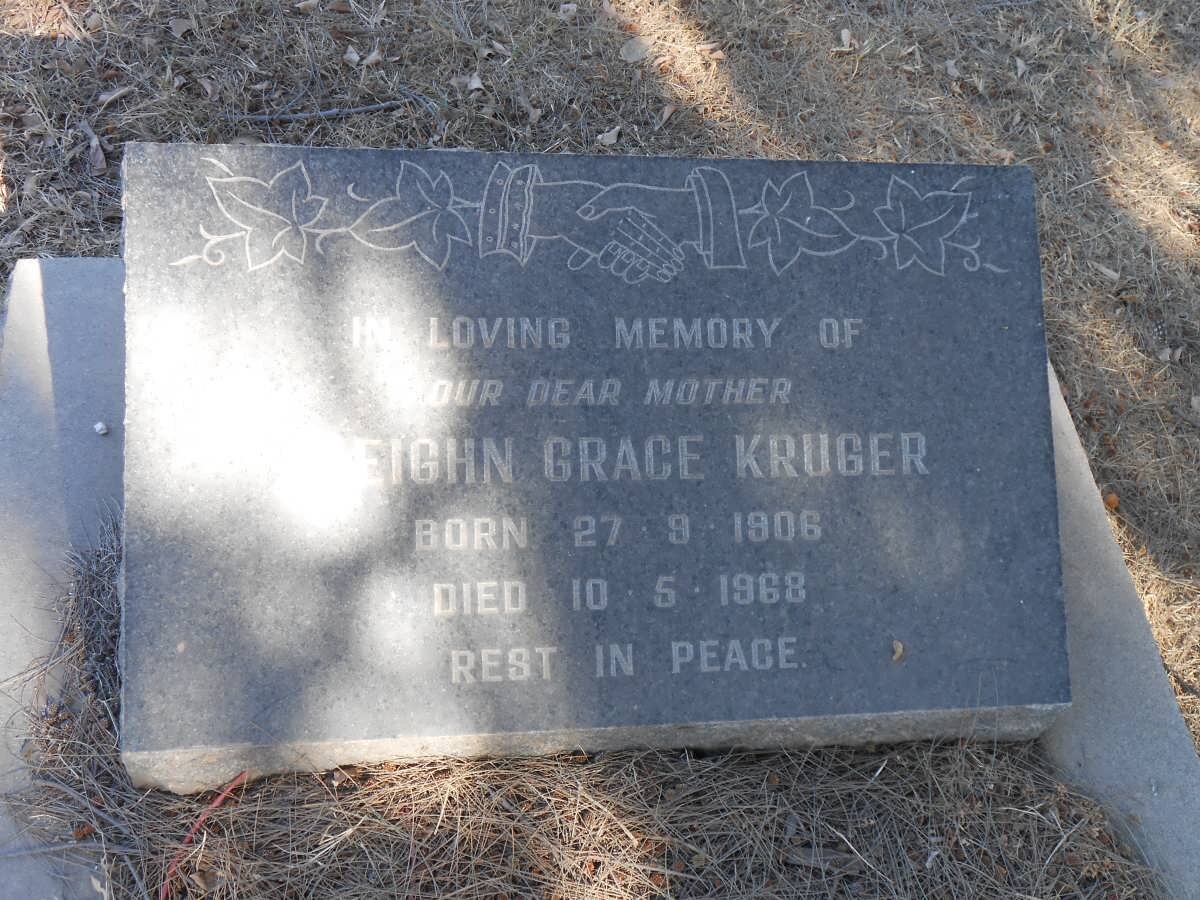 IN LOVING MEMORY OF
OUR DEAR MOTHER
GRACE KRUGER
BORN 27·9·1906
DIED 10·5·1968
REST IN PEACE.